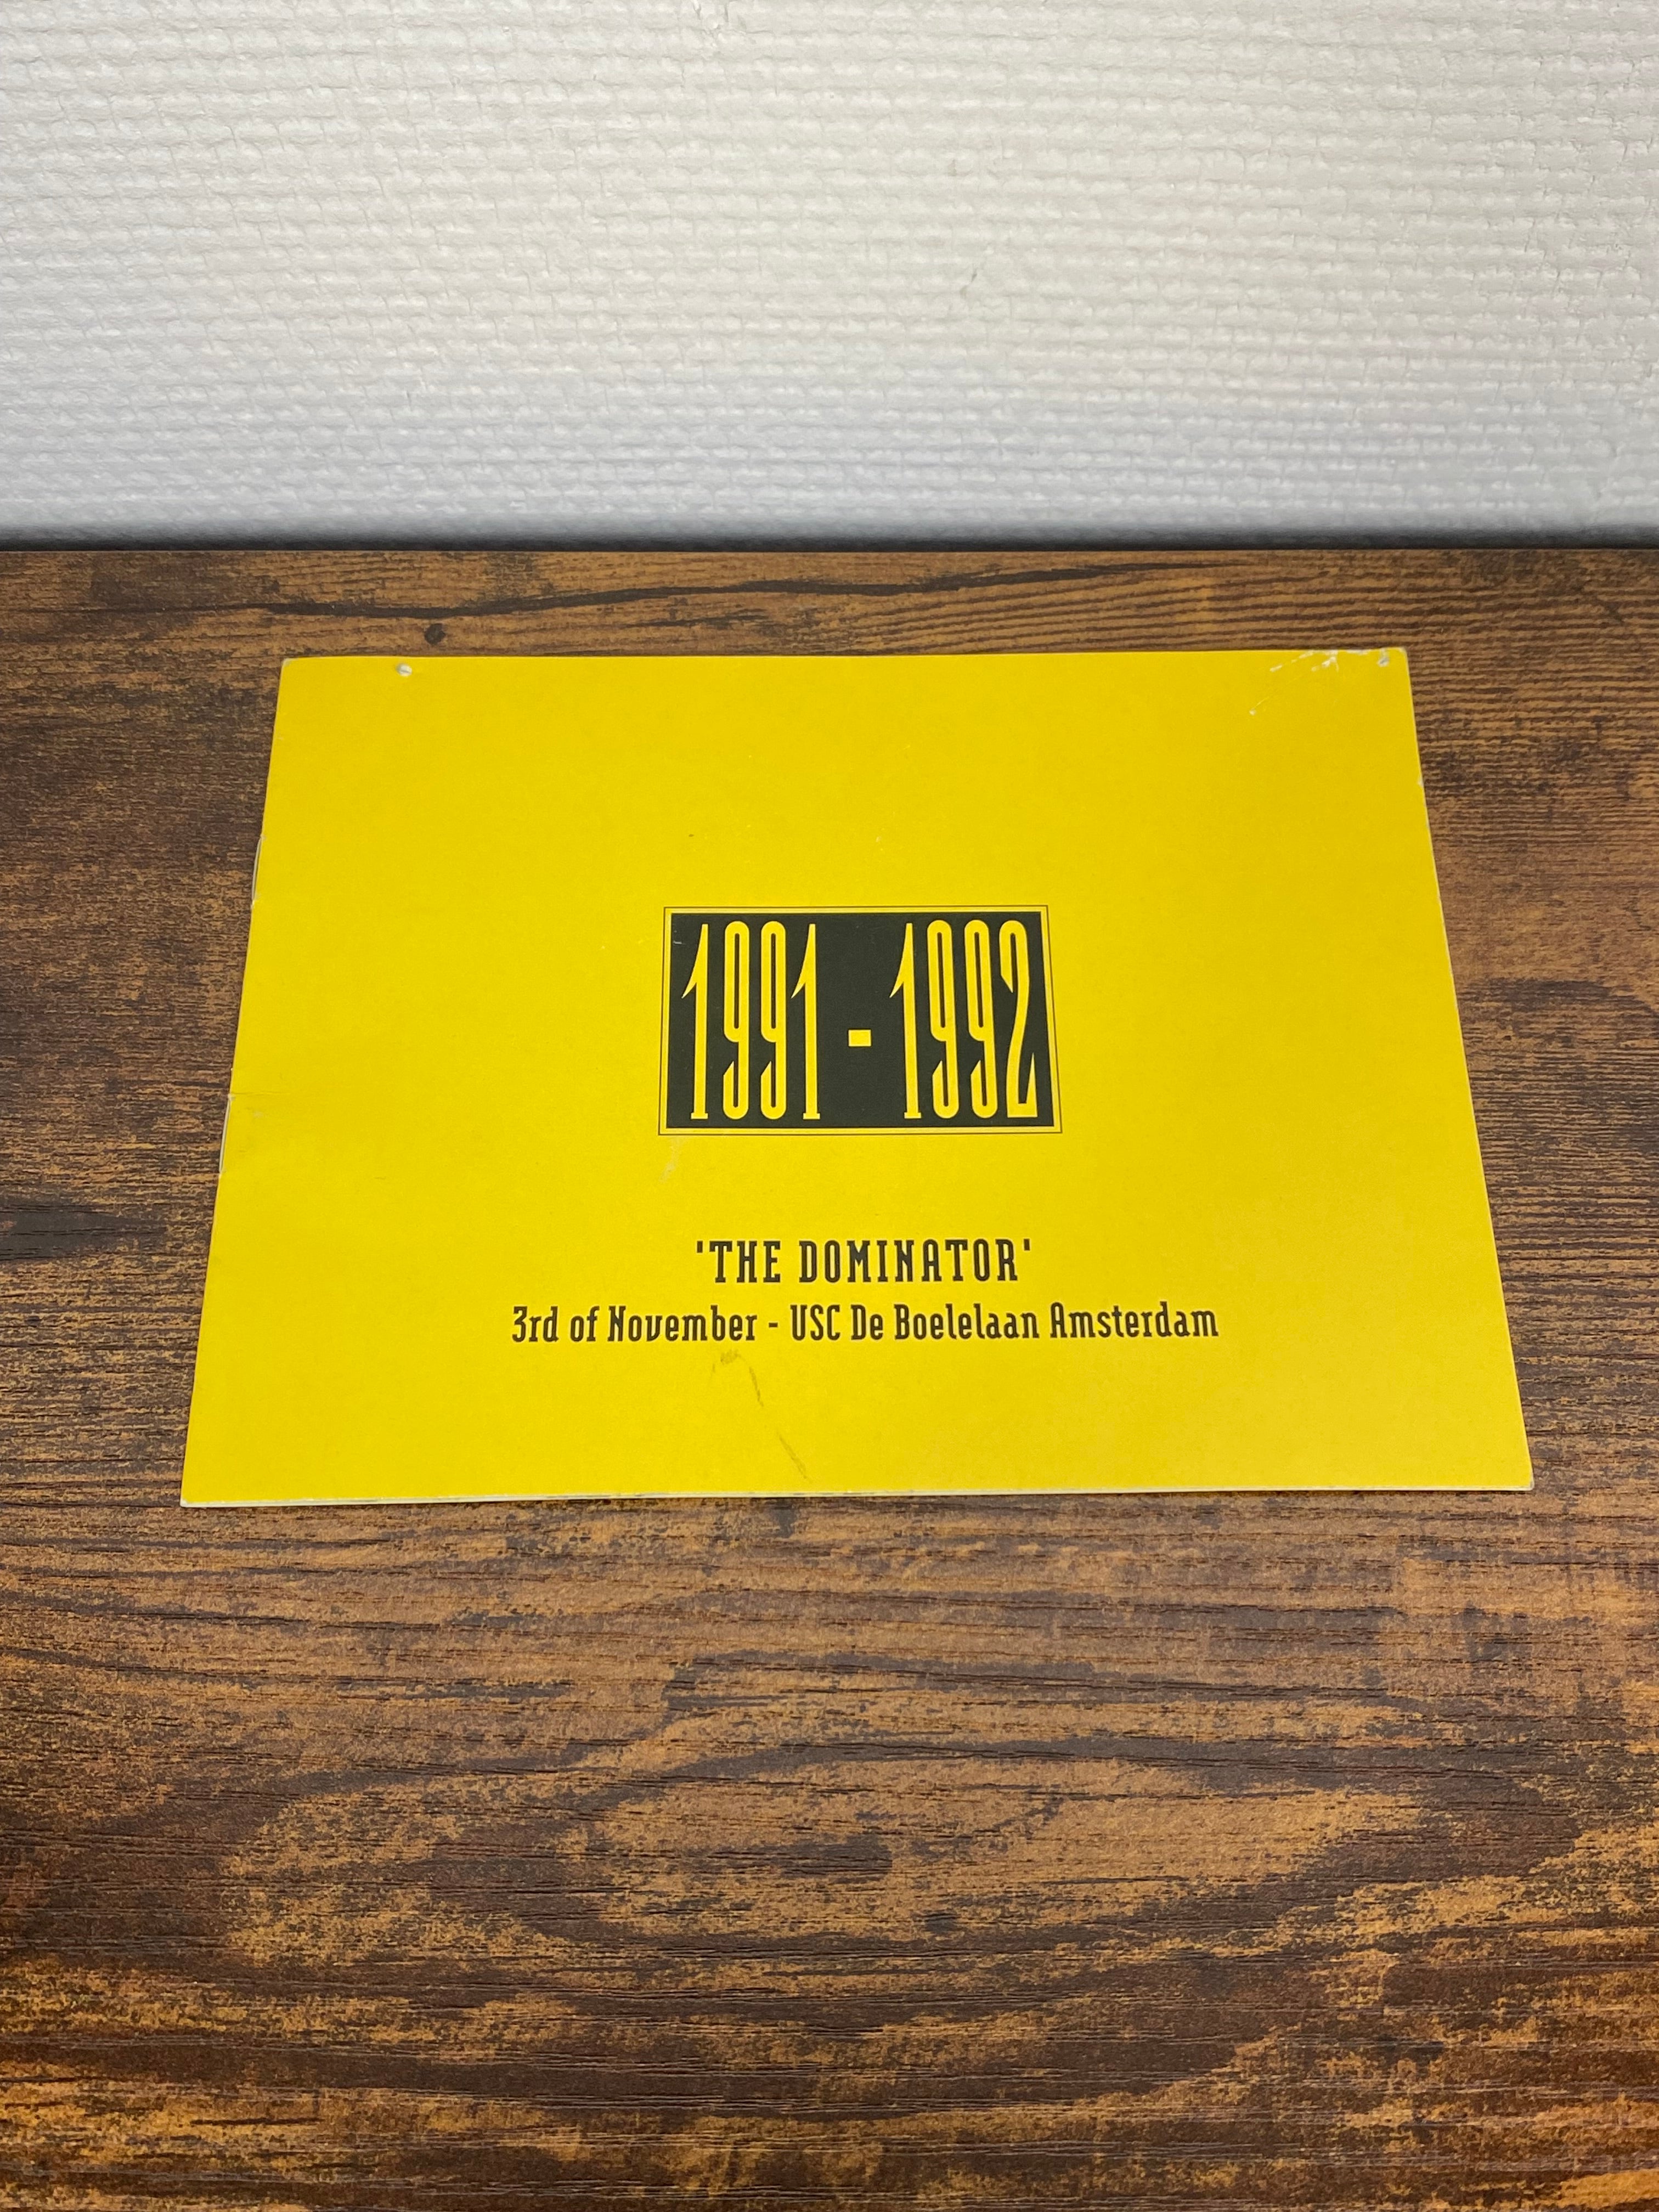 1991 - 1992
'THE DOMINATOR'
3rd of November - USC De Boelelaan Amsterdam